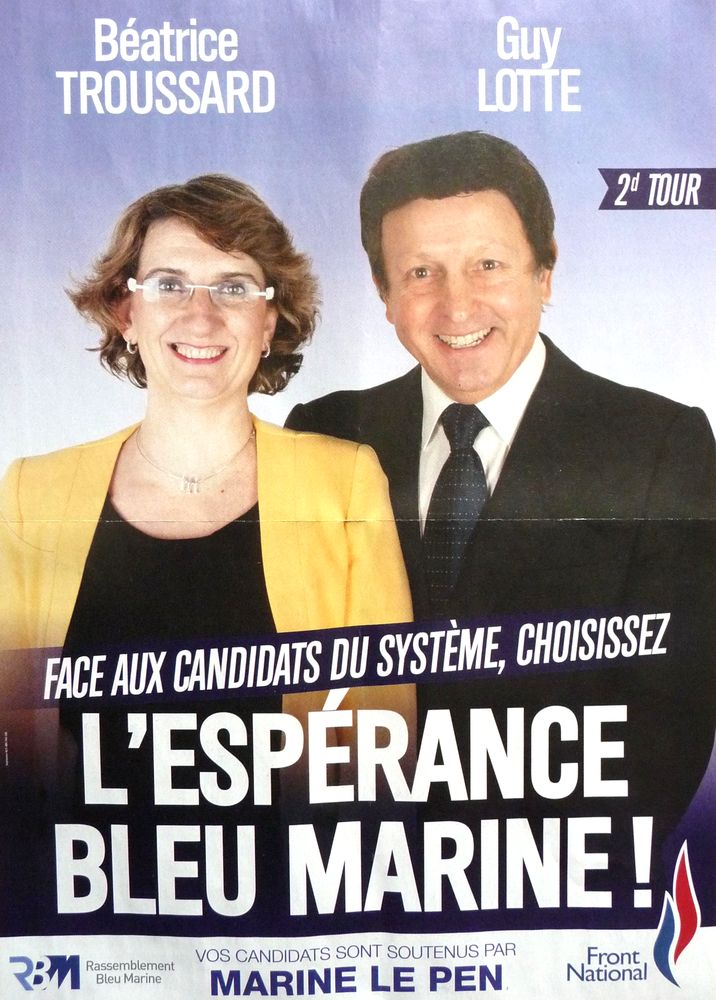 Béatrice
TROUSSARD
Guy
LOTTE
2d TOUR
FACE AUX CANDIDATS DU SYSTÈME, CHOISISSEZ
L'ESPÉRANCE
BLEU MARINE !
RBM
Rassemblement
Bleu Marine
VOS CANDIDATS SONT SOUTENUS PAR
MARINE LE PEN
Front
National